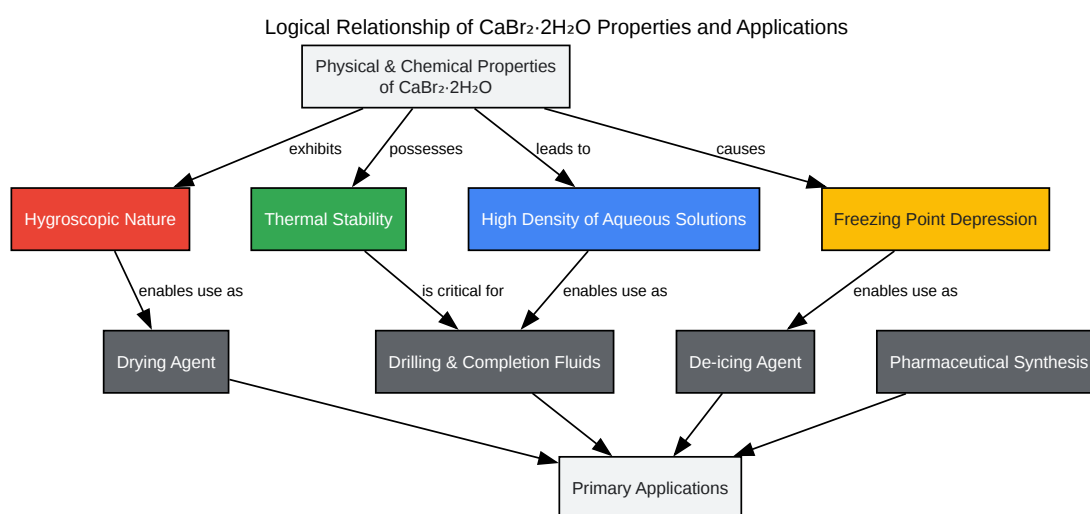 Logical Relationship of CaBr₂·2H₂O Properties and Applications
Physical & Chemical Properties
of CaBr₂·2H₂O
exhibits
possesses
leads to
causes
Hygroscopic Nature
Thermal Stability
High Density of Aqueous Solutions
Freezing Point Depression
enables use as
is critical for
enables use as
enables use as
Drying Agent
Drilling & Completion Fluids
De-icing Agent
Pharmaceutical Synthesis
Primary Applications